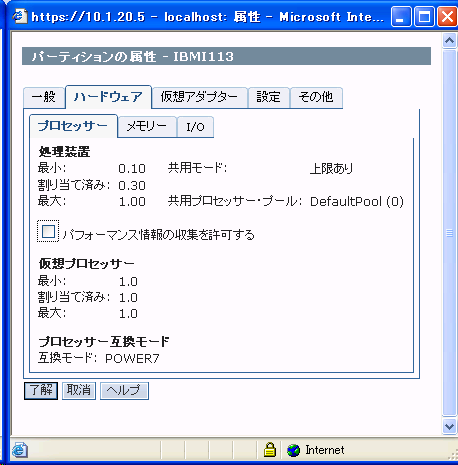 https://10.1.20.5 - localhost: 属性 - Microsoft Inte...
パーティションの属性 - IBMI113
一般 ハードウェア 仮想アダプター 設定 その他
プロセッサー メモリー I/O
処理装置
最小: 0.10 共用モード: 上限あり
割り当て済み: 0.30
最大: 1.00 共用プロセッサー・プール: DefaultPool (0)
パフォーマンス情報の収集を許可する
仮想プロセッサー
最小: 1.0
割り当て済み: 1.0
最大: 1.0
プロセッサー互換モード
互換モード: POWER7
了解 取消 ヘルプ
Internet